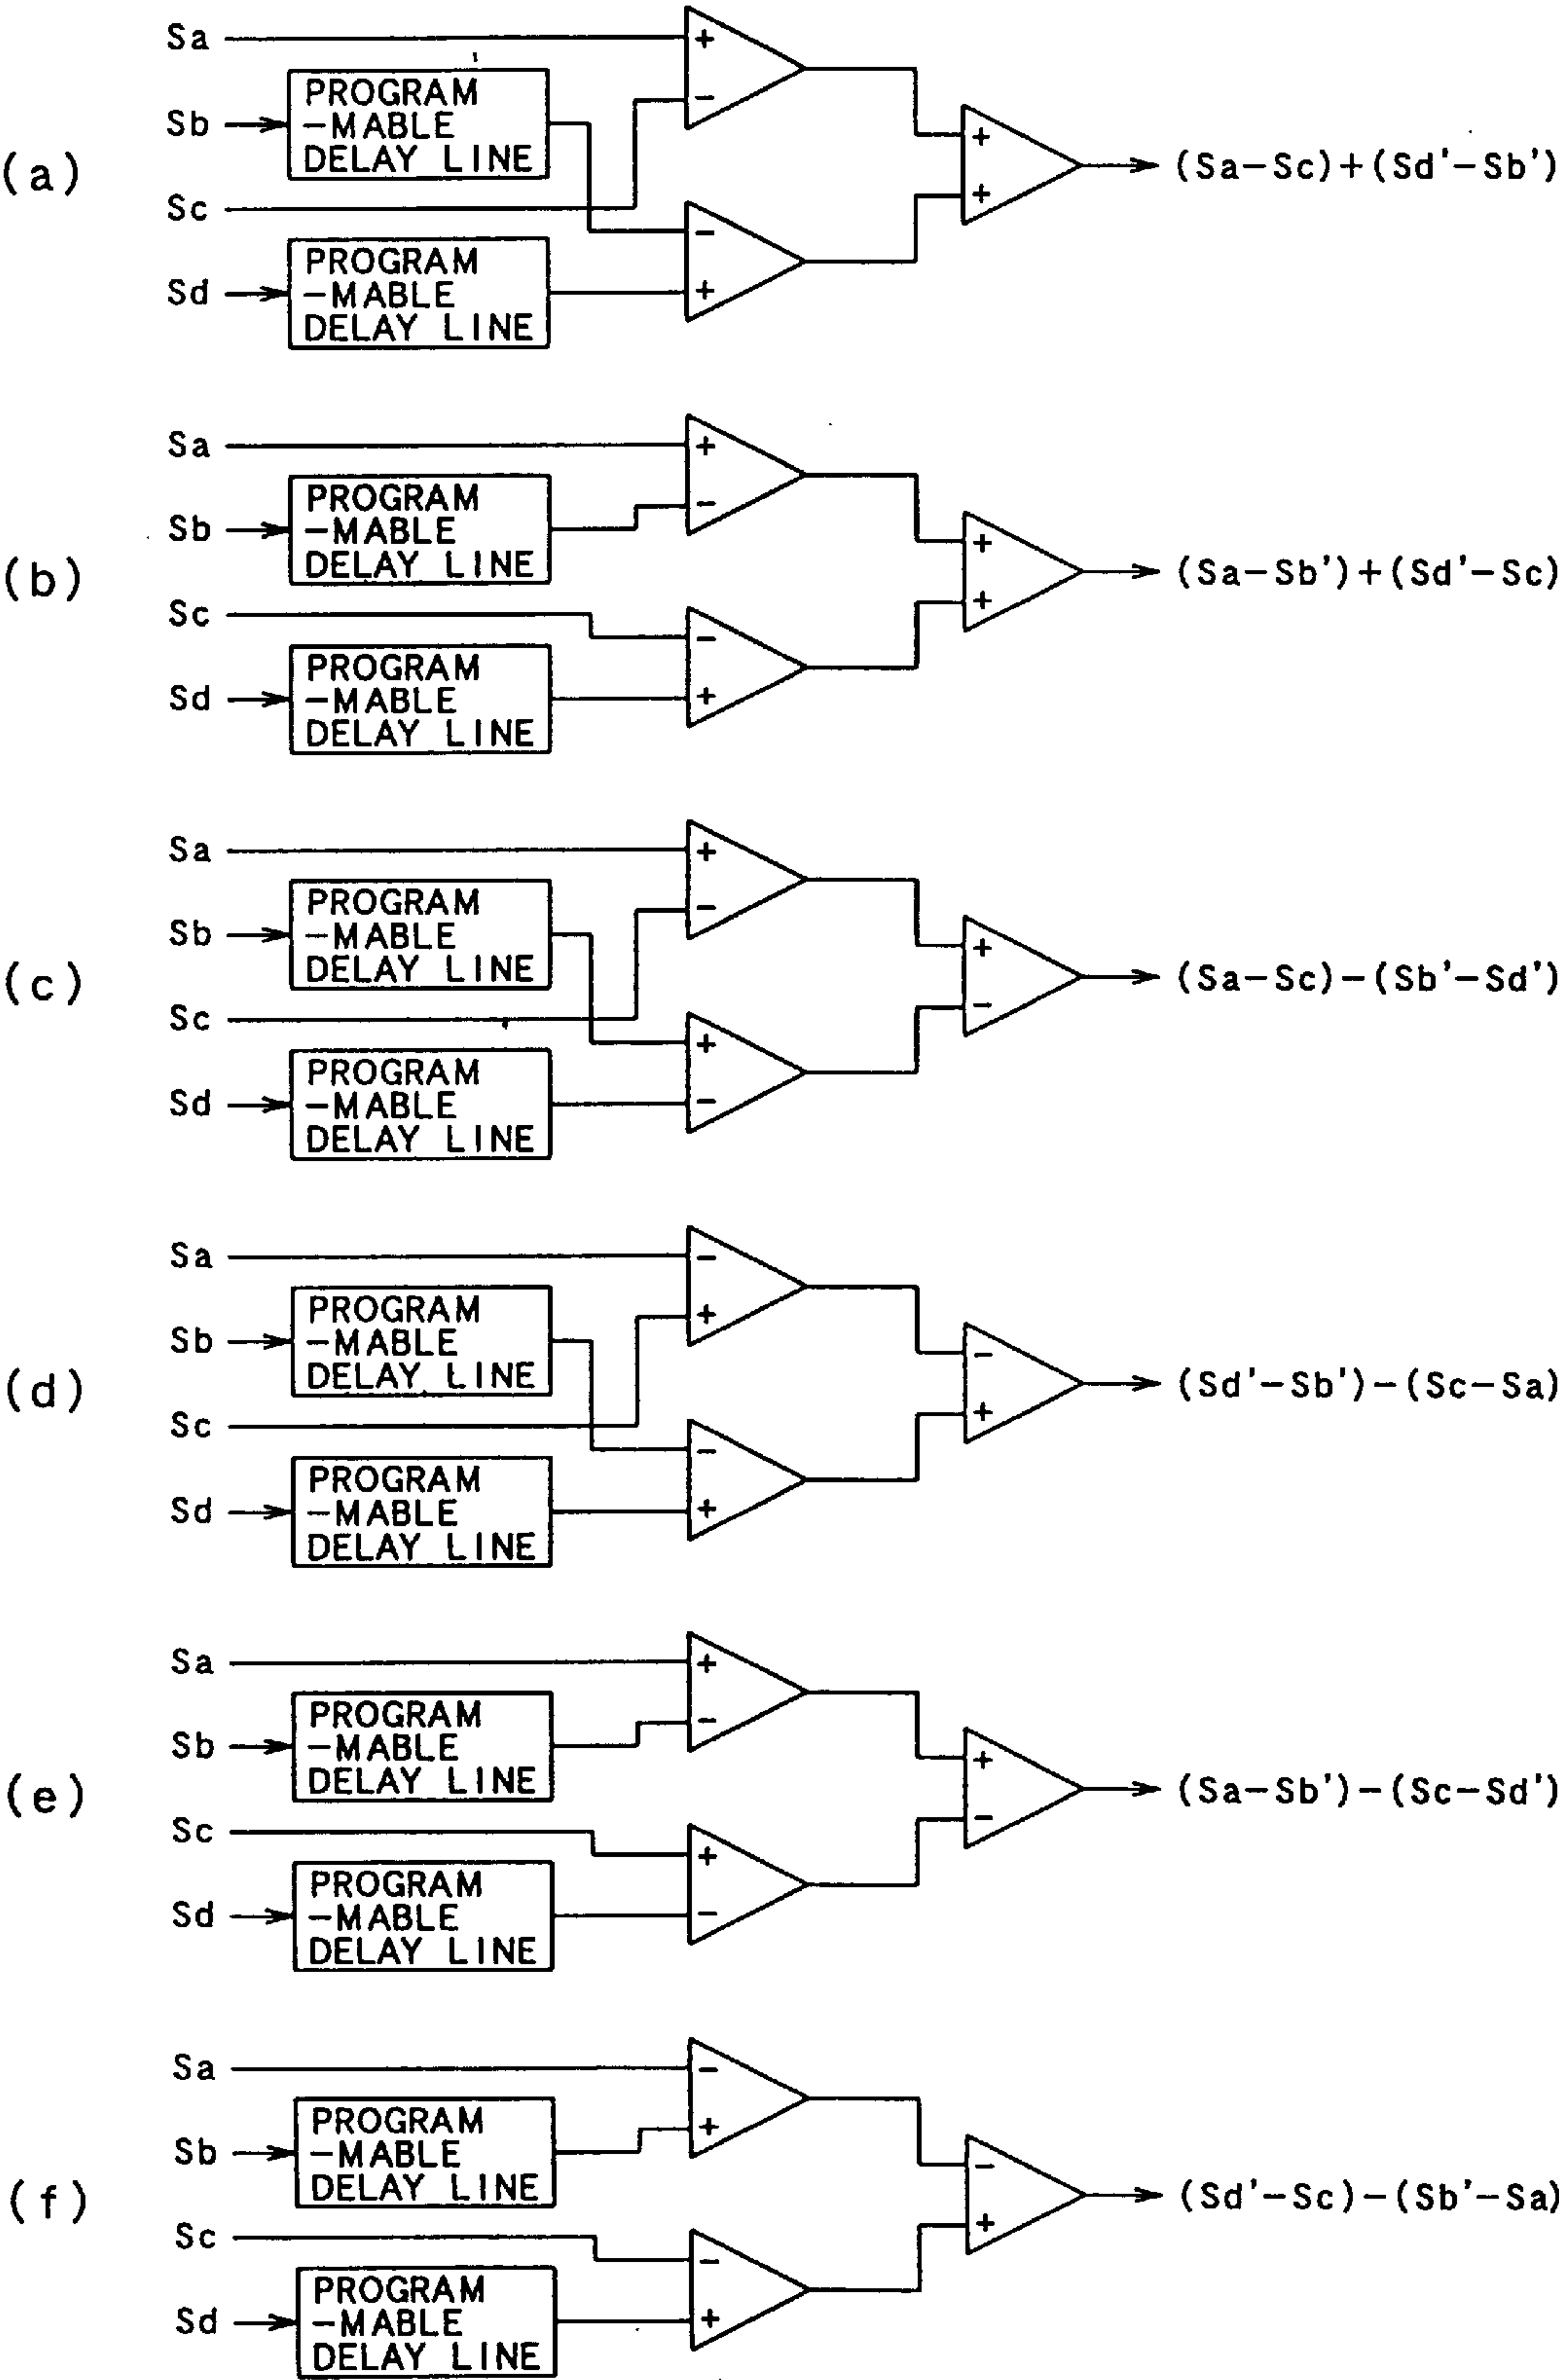 (a)
Sa
+
PROGRAM
-MABLE
DELAY LINE
Sb
-
+
(Sa-Sc)+(Sd'-Sb')
+
Sc
-
PROGRAM
-MABLE
DELAY LINE
Sd
+
(b)
Sa
+
PROGRAM
-MABLE
DELAY LINE
Sb
-
+
(Sa-Sb')+(Sd'-Sc)
+
Sc
-
PROGRAM
-MABLE
DELAY LINE
Sd
+
(c)
Sa
+
PROGRAM
-MABLE
DELAY LINE
Sb
-
+
(Sa-Sc)-(Sb'-Sd')
-
Sc
+
PROGRAM
-MABLE
DELAY LINE
Sd
-
(d)
Sa
-
PROGRAM
-MABLE
DELAY LINE
Sb
+
-
(Sd'-Sb')-(Sc-Sa)
+
Sc
-
PROGRAM
-MABLE
DELAY LINE
Sd
+
(e)
Sa
+
PROGRAM
-MABLE
DELAY LINE
Sb
-
+
(Sa-Sb')-(Sc-Sd')
-
Sc
+
PROGRAM
-MABLE
DELAY LINE
Sd
-
(f)
Sa
-
PROGRAM
-MABLE
DELAY LINE
Sb
+
-
(Sd'-Sc)-(Sb'-Sa)
+
Sc
-
PROGRAM
-MABLE
DELAY LINE
Sd
+